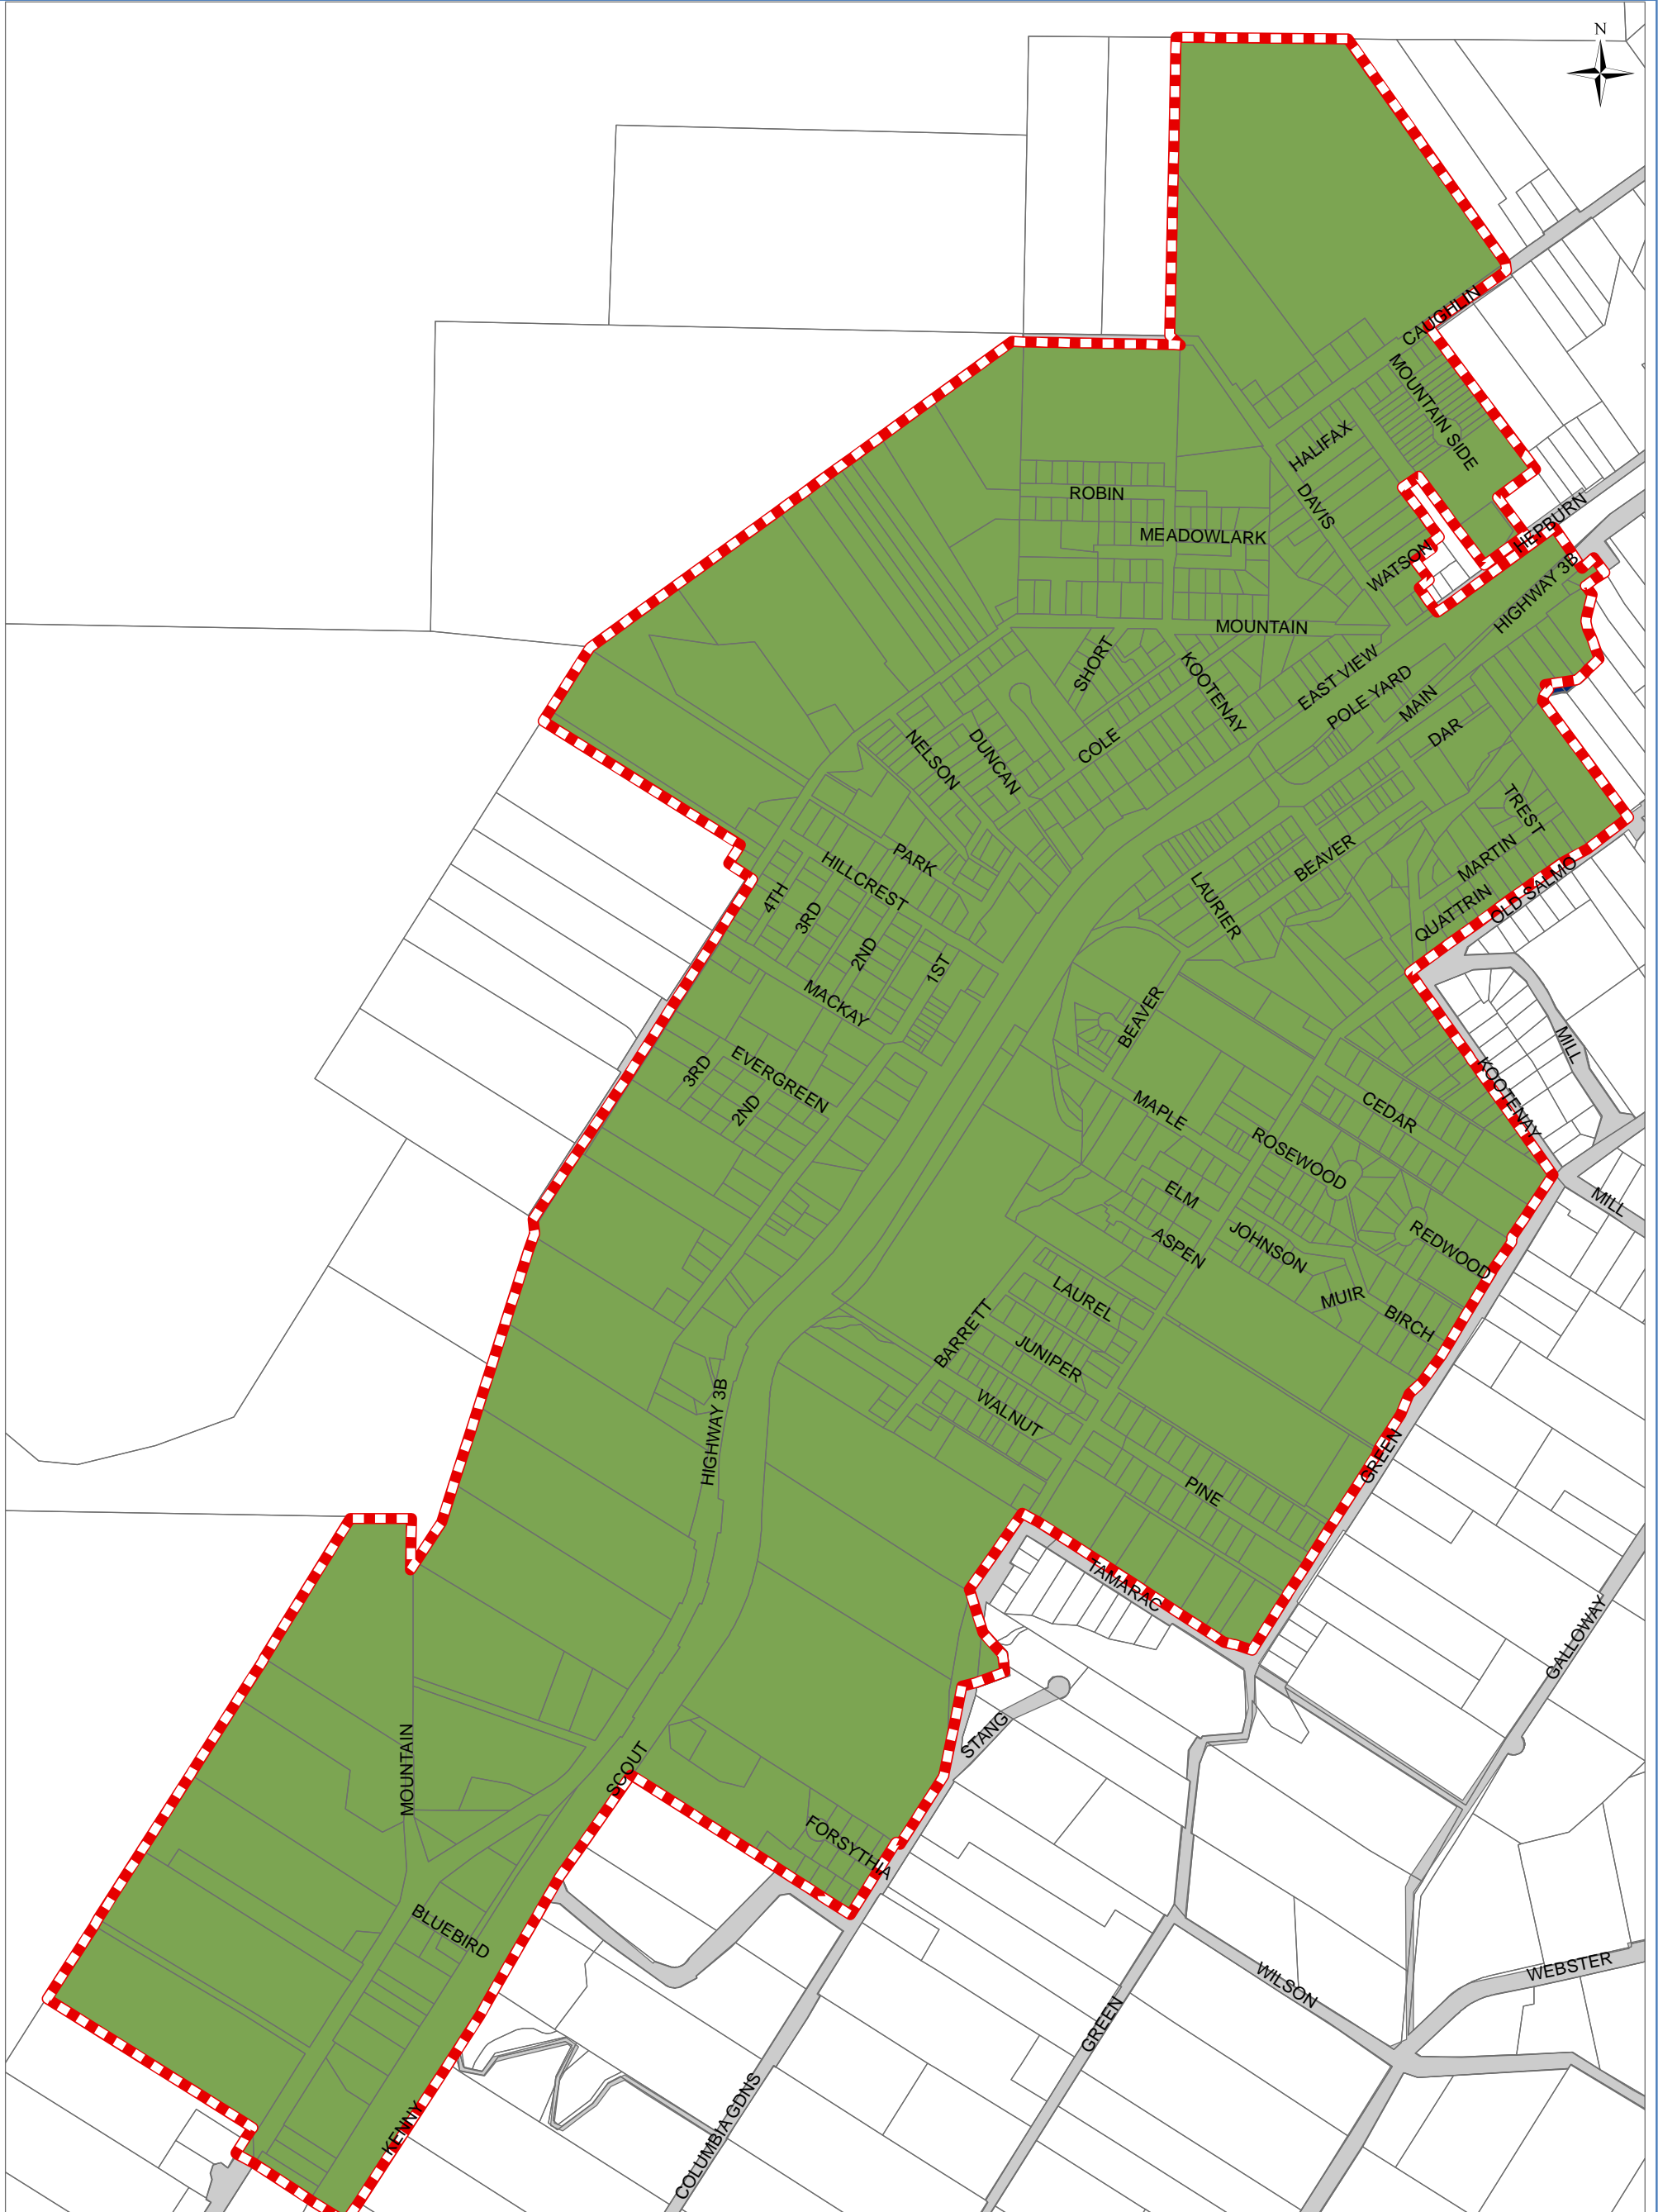 N
CAUGHLIN
MOUNTAIN SIDE
HALIFAX
ROBIN
DAVIS
MEADOWLARK
HEPBURN
WATSON
HIGHWAY 3B
MOUNTAIN
SHORT
KOOTENAY
EAST VIEW
POLE YARD
MAIN
DAR
COLE
DUNCAN
NELSON
TREST
PARK
HILLCREST
BEAVER
MARTIN
OLD SALMO
QUATTRIN
LAURIER
4TH
3RD
2ND
1ST
MACKAY
BEAVER
MILL
KOOTENAY
EVERGREEN
3RD
2ND
MAPLE
CEDAR
ROSEWOOD
ELM
MILL
REDWOOD
JOHNSON
ASPEN
LAUREL
MUIR
BIRCH
BARRETT
JUNIPER
WALNUT
HIGHWAY 3B
GREEN
PINE
TAMARAC
GALLOWAY
STANG
MOUNTAIN
SCOUT
FORSYTHIA
BLUEBIRD
WEBSTER
WILSON
GREEN
COLUMBIA GDNS
KENNY